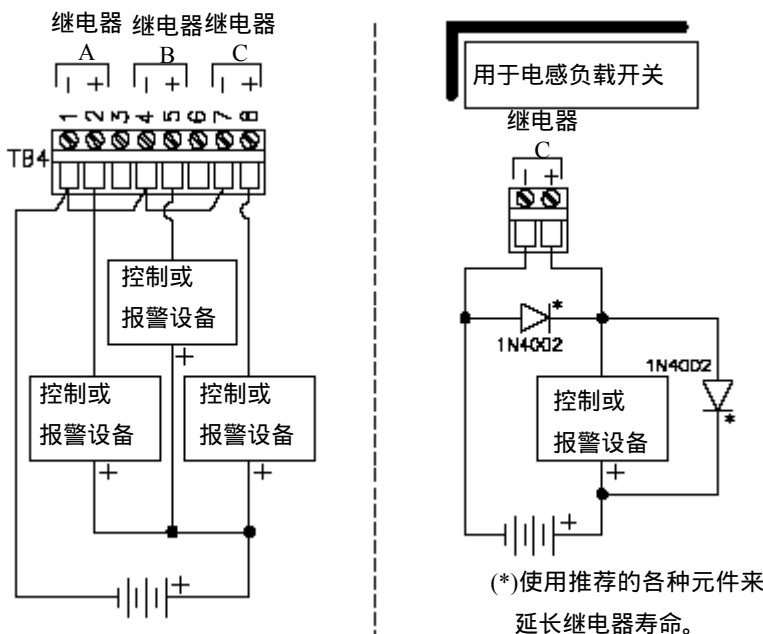 继电器 继电器 继电器
A B C
- + - + - +
1 2 3 4 5 6 7 8
TB4
控制或
报警设备
+
控制或
报警设备
+
控制或
报警设备
+
+
用于电感负载开关
继电器
C
- +
*
1N4002
1N4002
*
控制或
报警设备
+
+
(*)使用推荐的各种元件来
延长继电器寿命。